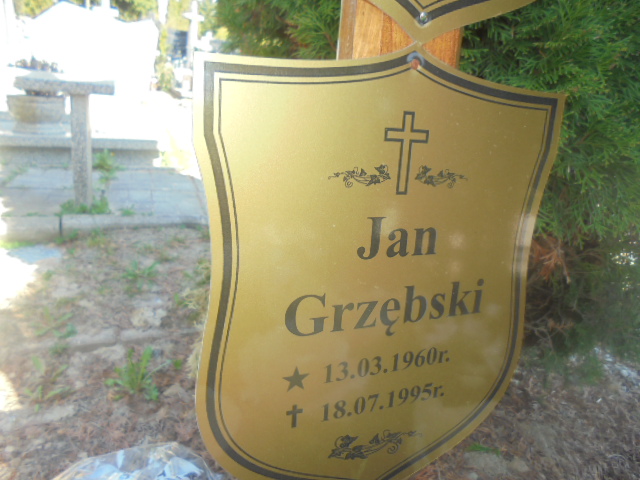 Jan
Grzębski
★ 13.03.1960r.
✝ 18.07.1995r.